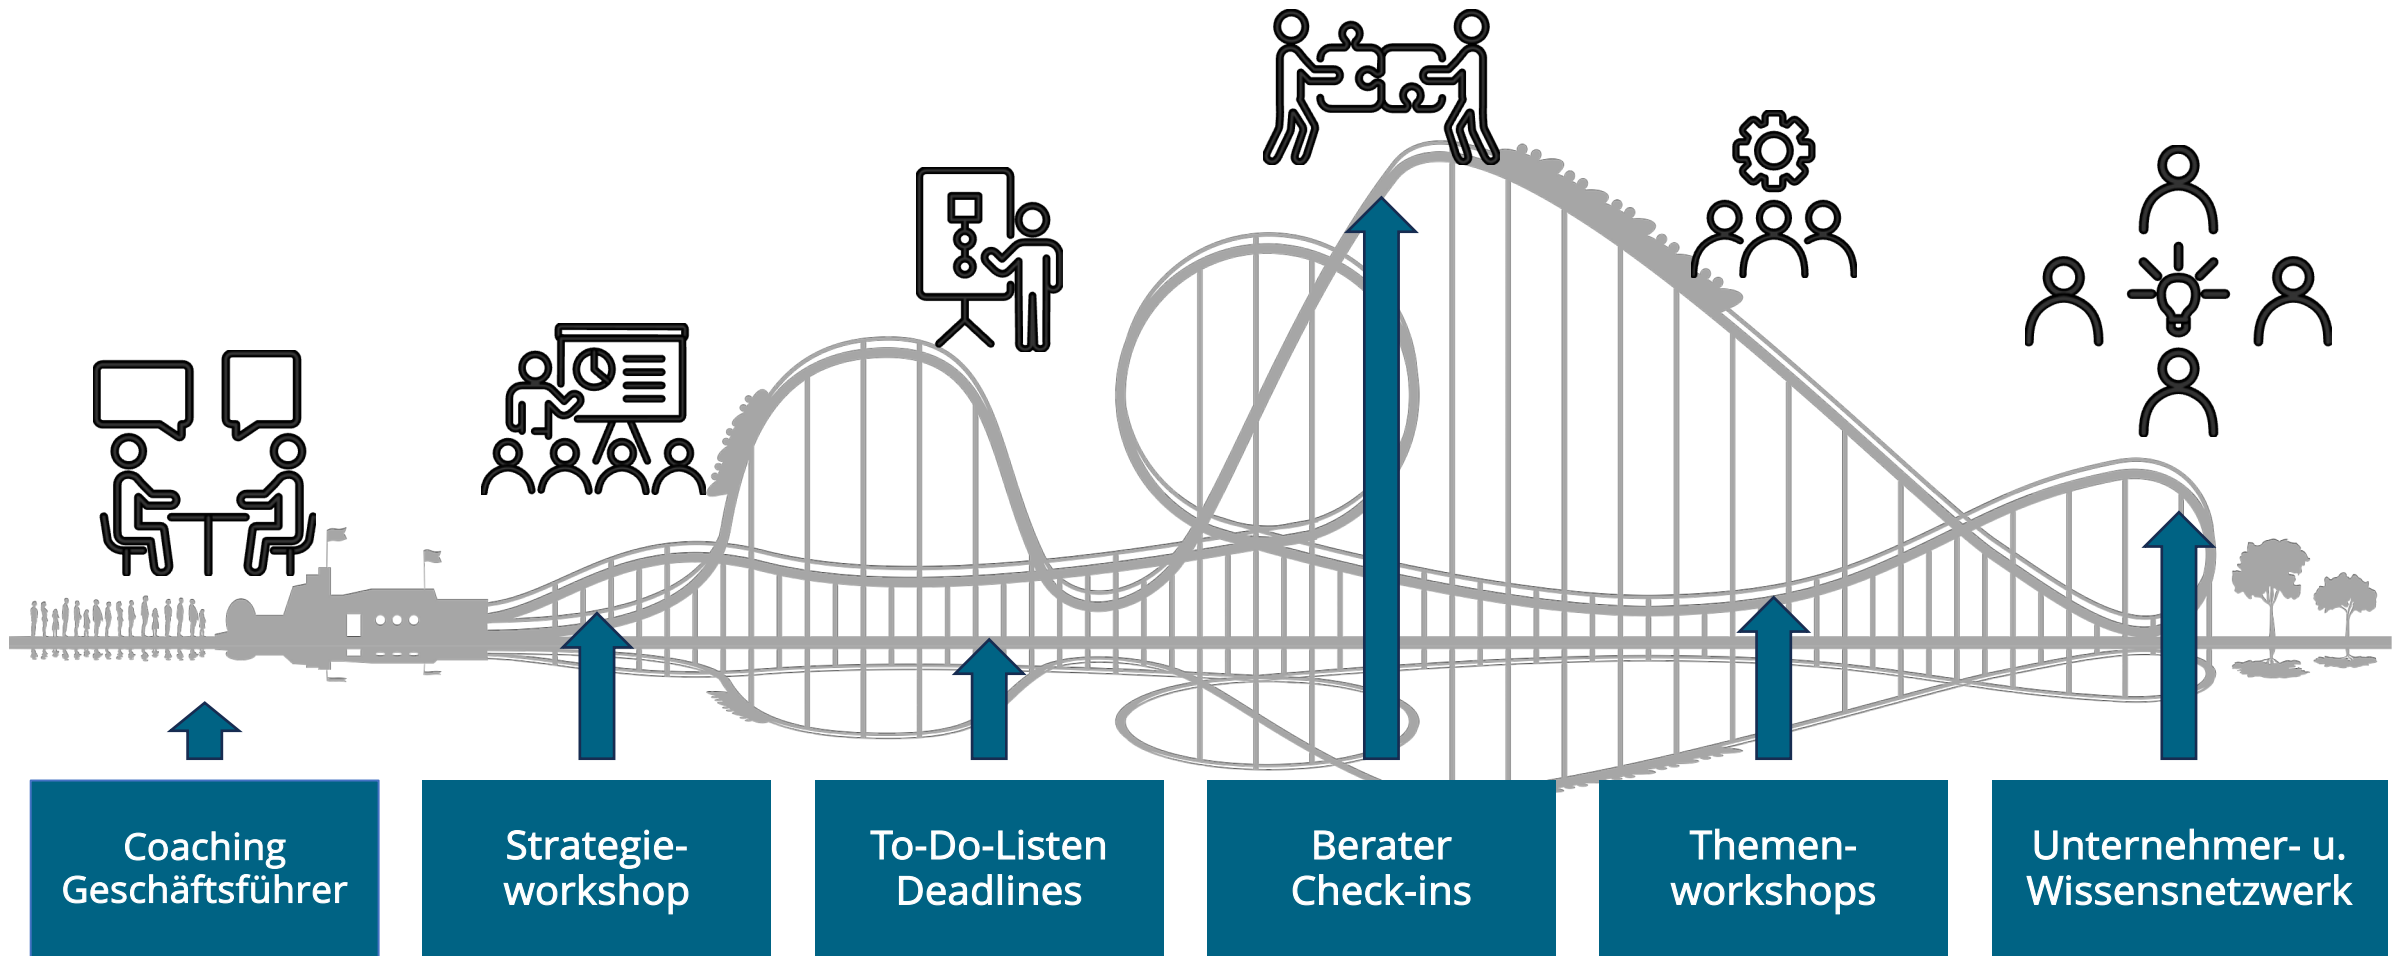 Coaching
Geschäftsführer
Strategie-
workshop
To-Do-Listen
Deadlines
Berater
Check-ins
Themen-
workshops
Unternehmer- u.
Wissensnetzwerk